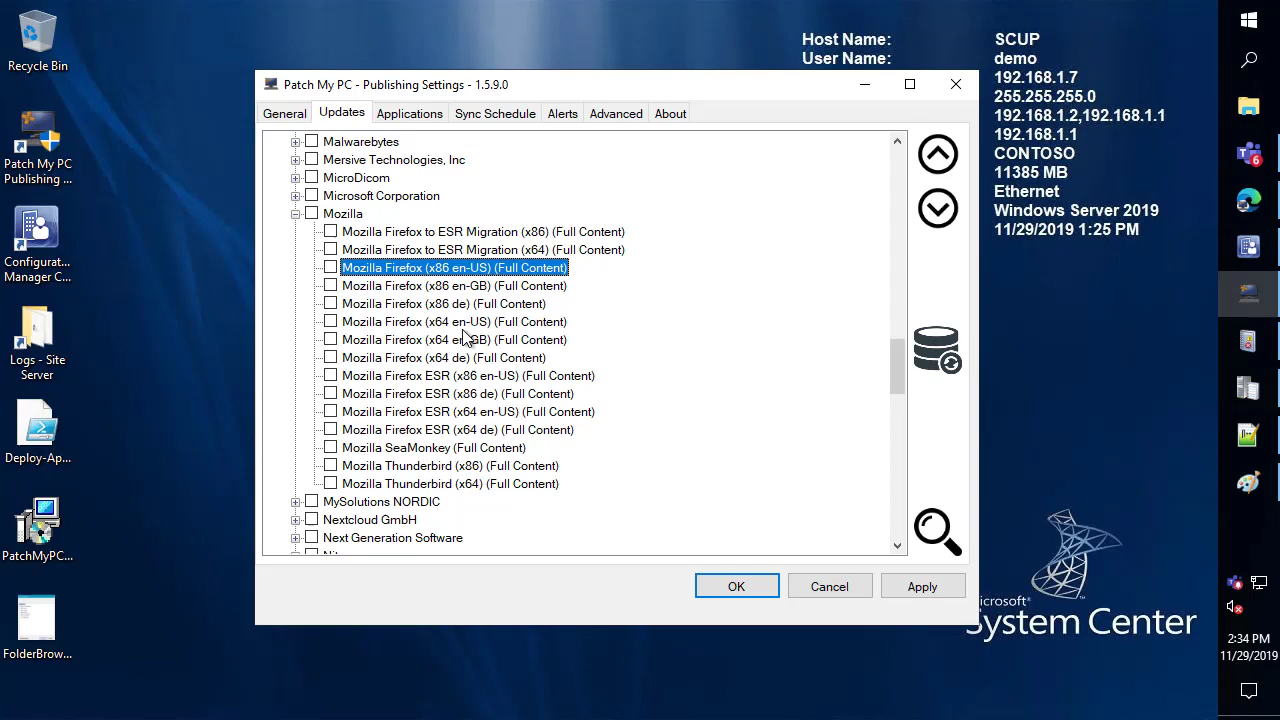 Recycle Bin
Patch My PC
Publishing ...
Configurat...
Manager C...
Logs - Site
Server
Deploy-Ap...
PatchMyPC...
FolderBrow...
Host Name:
SCUP
User Name:
demo
192.168.1.7
255.255.255.0
192.168.1.2,192.168.1.1
192.168.1.1
CONTOSO
11385 MB
Ethernet
Windows Server 2019
11/29/2019 1:25 PM
Patch My PC - Publishing Settings - 1.5.9.0
General
Updates
Applications
Sync Schedule
Alerts
Advanced
About
Malwarebytes
Mersive Technologies, Inc
MicroDicom
Microsoft Corporation
Mozilla
Mozilla Firefox to ESR Migration (x86) (Full Content)
Mozilla Firefox to ESR Migration (x64) (Full Content)
Mozilla Firefox (x86 en-US) (Full Content)
Mozilla Firefox (x86 en-GB) (Full Content)
Mozilla Firefox (x86 de) (Full Content)
Mozilla Firefox (x64 en-US) (Full Content)
Mozilla Firefox (x64 en-GB) (Full Content)
Mozilla Firefox (x64 de) (Full Content)
Mozilla Firefox ESR (x86 en-US) (Full Content)
Mozilla Firefox ESR (x86 de) (Full Content)
Mozilla Firefox ESR (x64 en-US) (Full Content)
Mozilla Firefox ESR (x64 de) (Full Content)
Mozilla SeaMonkey (Full Content)
Mozilla Thunderbird (x86) (Full Content)
Mozilla Thunderbird (x64) (Full Content)
MySolutions NORDIC
Nextcloud GmbH
Next Generation Software
OK
Cancel
Apply
icrosoft
System Center
2:34 PM
11/29/2019